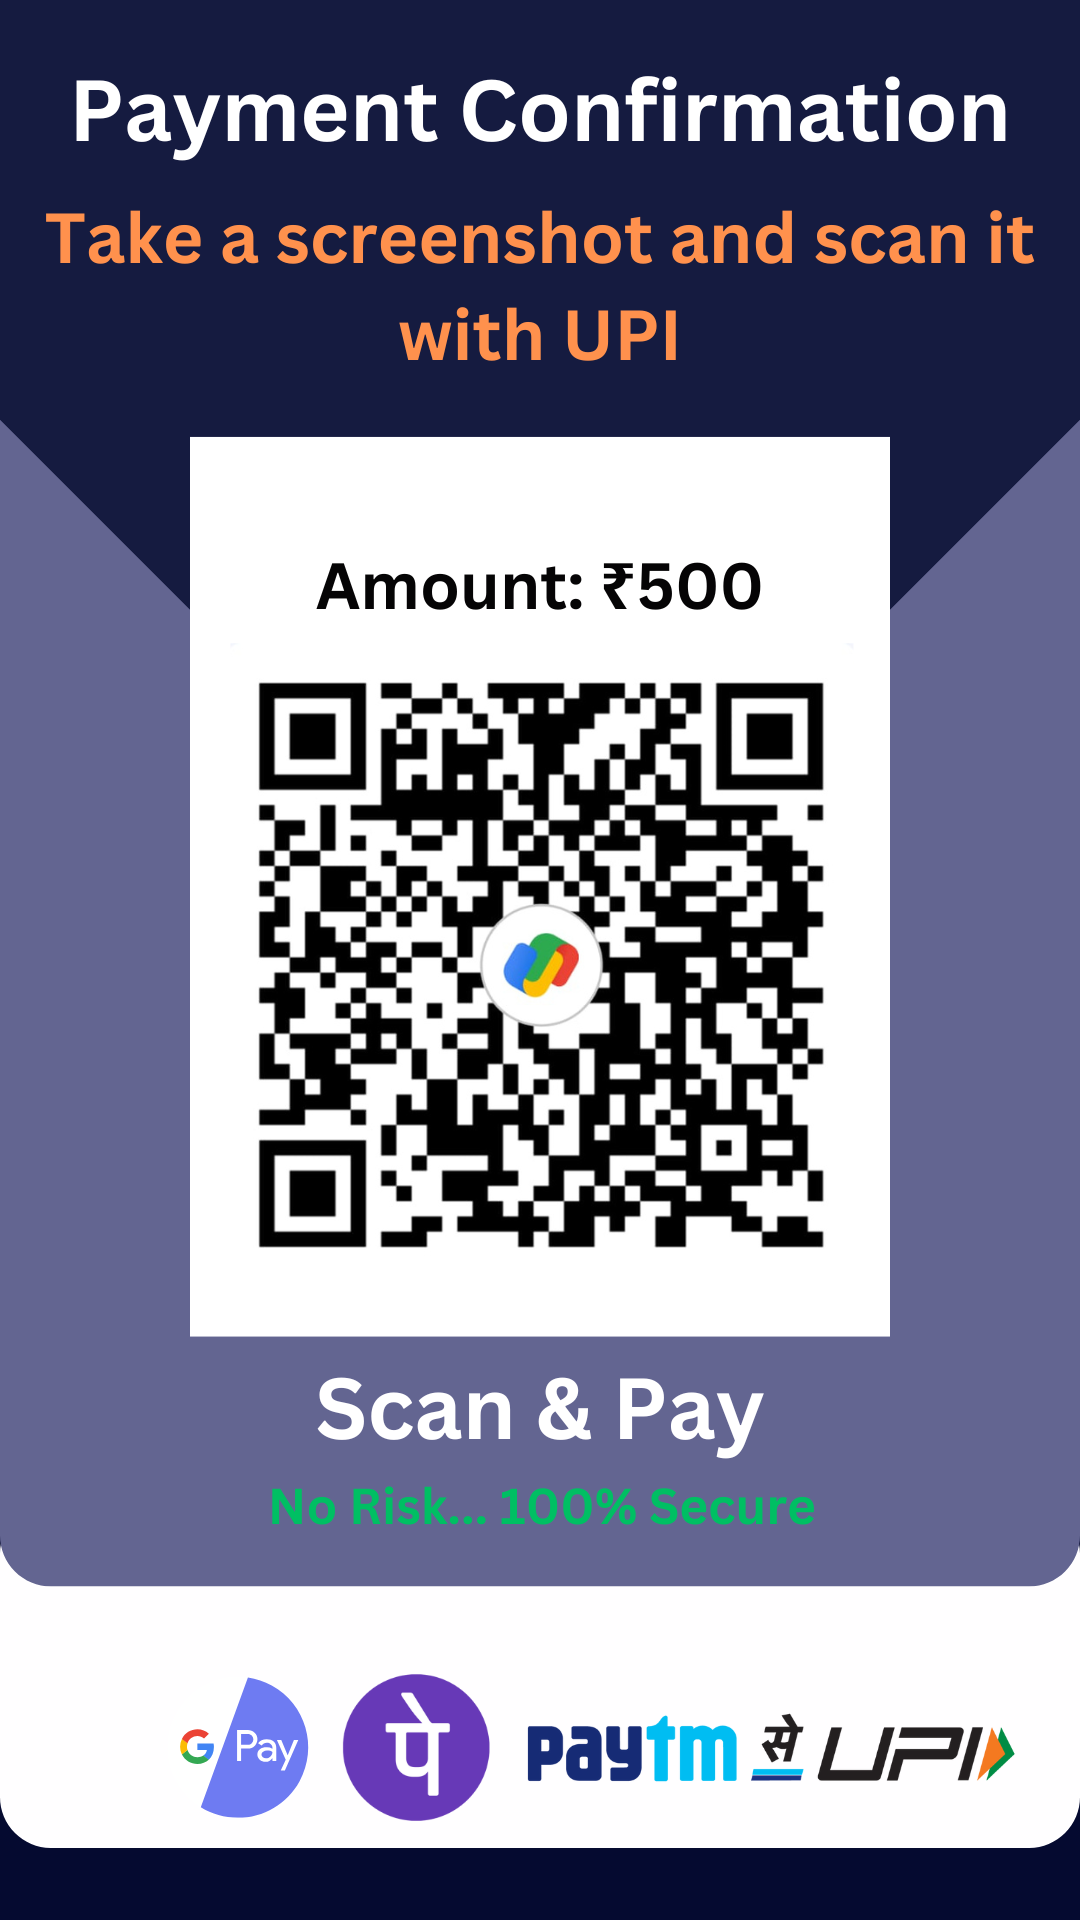 Payment Confirmation
Take a screenshot and scan it
with UPI
Amount: ₹500
Scan & Pay
No Risk... 100% Secure
G Pay
पे
paytm से UPI